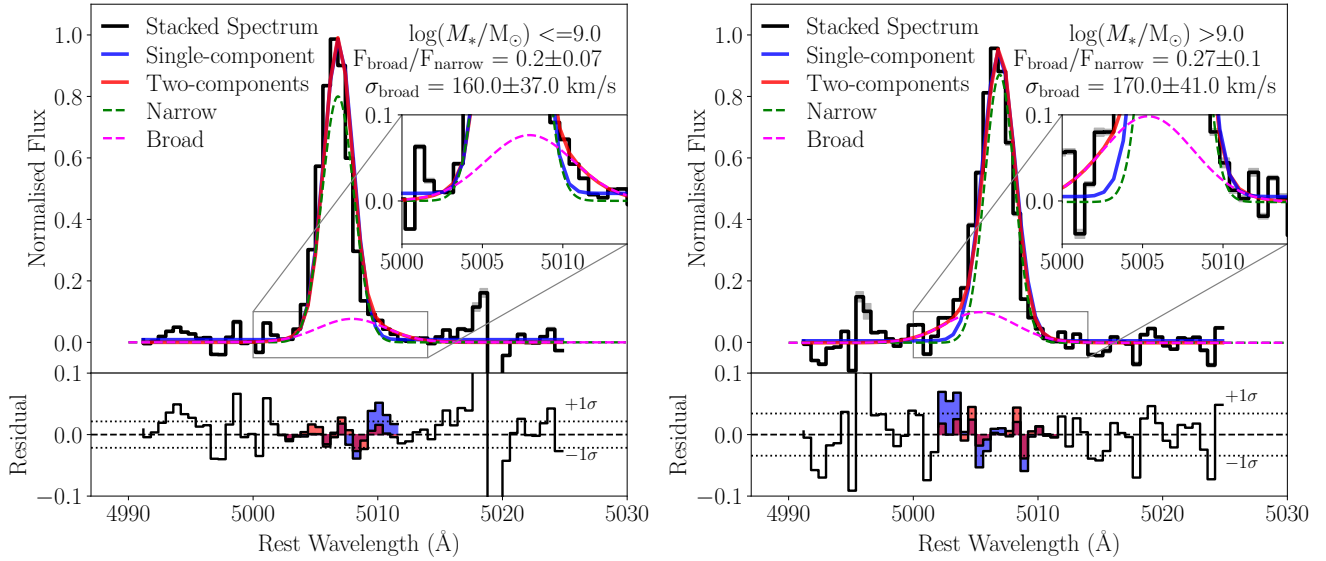 Stacked Spectrum
Single-component
Two-components
Narrow
Broad
log(M*/M⊙) <=9.0
F_broad/F_narrow = 0.2±0.07
σ_broad = 160.0±37.0 km/s
0.1
0.0
5000 5005 5010
1.0
0.8
0.6
0.4
0.2
0.0
Normalised Flux
0.1
0.0
−0.1
Residual
+1σ
−1σ
4990 5000 5010 5020 5030
Rest Wavelength (Å)
Stacked Spectrum
Single-component
Two-components
Narrow
Broad
log(M*/M⊙) >9.0
F_broad/F_narrow = 0.27±0.1
σ_broad = 170.0±41.0 km/s
0.1
0.0
5000 5005 5010
1.0
0.8
0.6
0.4
0.2
0.0
Normalised Flux
0.1
0.0
−0.1
Residual
+1σ
−1σ
4990 5000 5010 5020 5030
Rest Wavelength (Å)